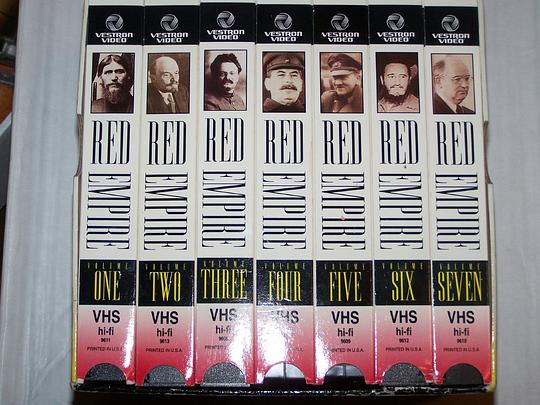 VESTRON
VIDEO
RED
EMPIRE
VOLUME
ONE
VHS
hi-fi
9611
PRINTED IN U.S.A.
VESTRON
VIDEO
RED
EMPIRE
VOLUME
TWO
VHS
hi-fi
9613
PRINTED IN U.S.A.
VESTRON
VIDEO
RED
EMPIRE
VOLUME
THREE
VHS
hi-fi
PRINTED IN U.S.A.
VESTRON
VIDEO
RED
EMPIRE
VOLUME
FOUR
VHS
VESTRON
VIDEO
RED
EMPIRE
VOLUME
FIVE
VHS
hi-fi
9609
PRINTED IN U.S.A.
VESTRON
VIDEO
RED
EMPIRE
VOLUME
SIX
VHS
hi-fi
9612
PRINTED IN U.S.A.
VESTRON
VIDEO
RED
EMPIRE
VOLUME
SEVEN
VHS
hi-fi
PRINTED IN U.S.A.